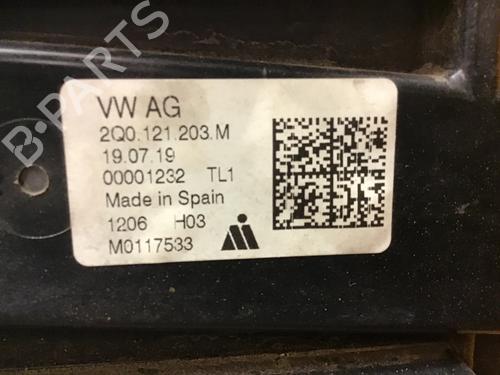 B-PARTS
VW AG
2Q0.121.203.M
19.07.19
00001232 TL1
Made in Spain
1206 H03
M0117533